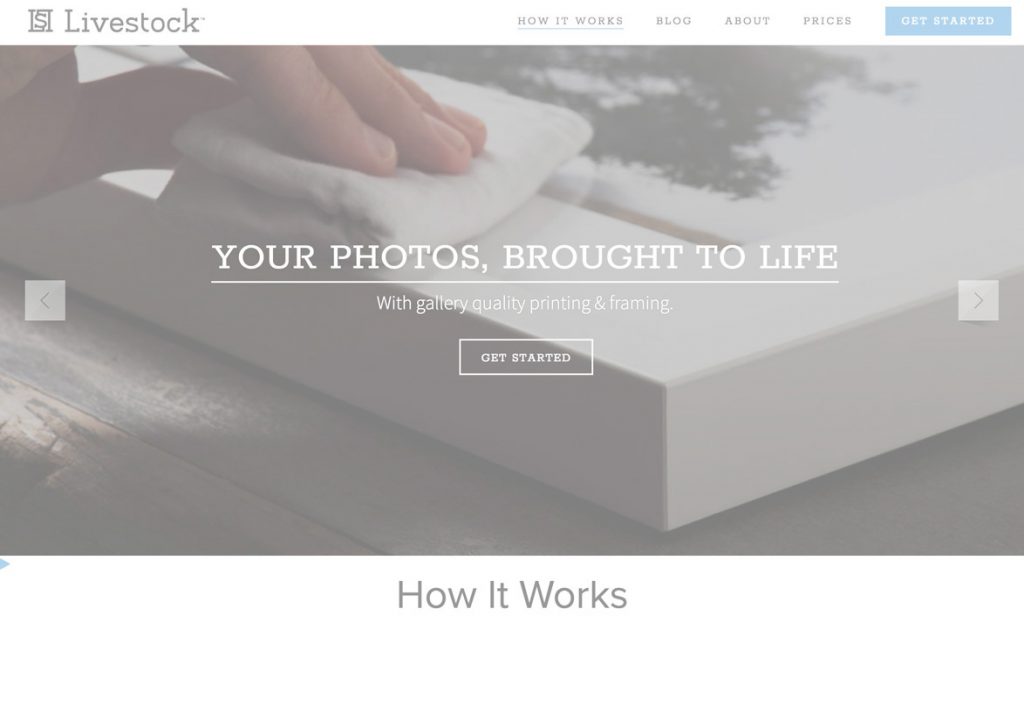 Livestock™
HOW IT WORKS BLOG ABOUT PRICES GET STARTED
YOUR PHOTOS, BROUGHT TO LIFE
With gallery quality printing & framing.
GET STARTED
How It Works